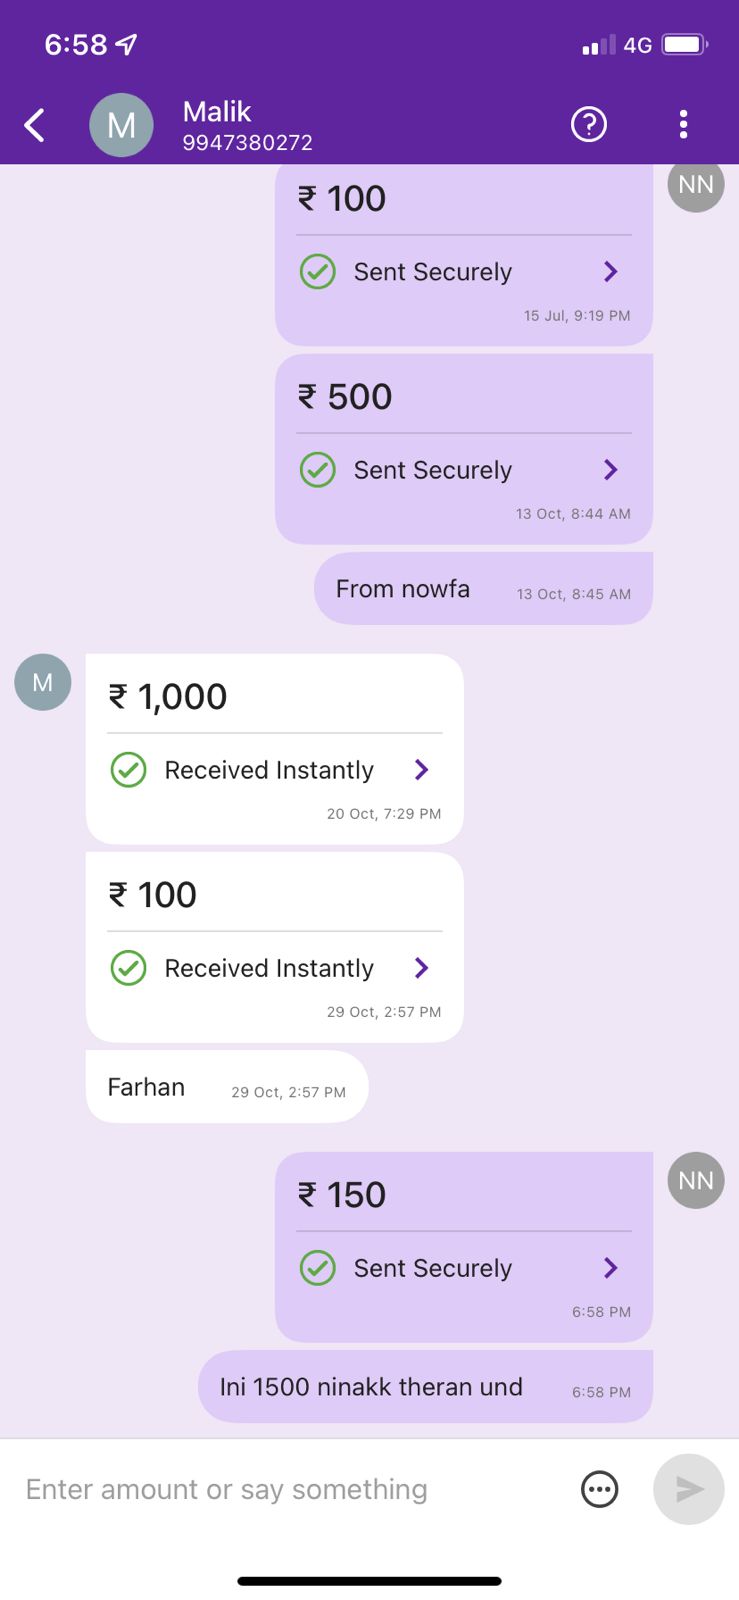 6:58
4G
M
Malik
9947380272
?
NN
₹ 100
Sent Securely
15 Jul, 9:19 PM
₹ 500
Sent Securely
13 Oct, 8:44 AM
From nowfa
13 Oct, 8:45 AM
M
₹ 1,000
Received Instantly
20 Oct, 7:29 PM
₹ 100
Received Instantly
29 Oct, 2:57 PM
Farhan
29 Oct, 2:57 PM
NN
₹ 150
Sent Securely
6:58 PM
Ini 1500 ninakk theran und
6:58 PM
Enter amount or say something